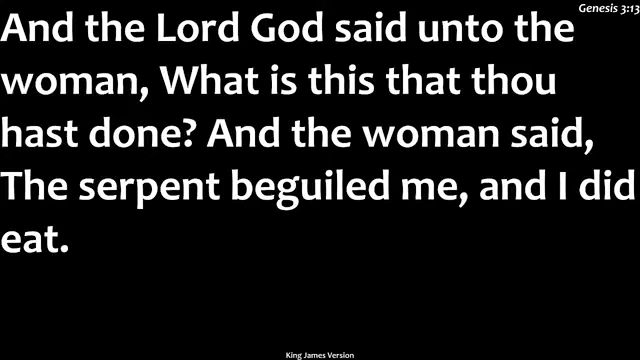 Genesis 3:13
And the Lord God said unto the
woman, What is this that thou
hast done? And the woman said,
The serpent beguiled me, and I did
eat.
King James Version